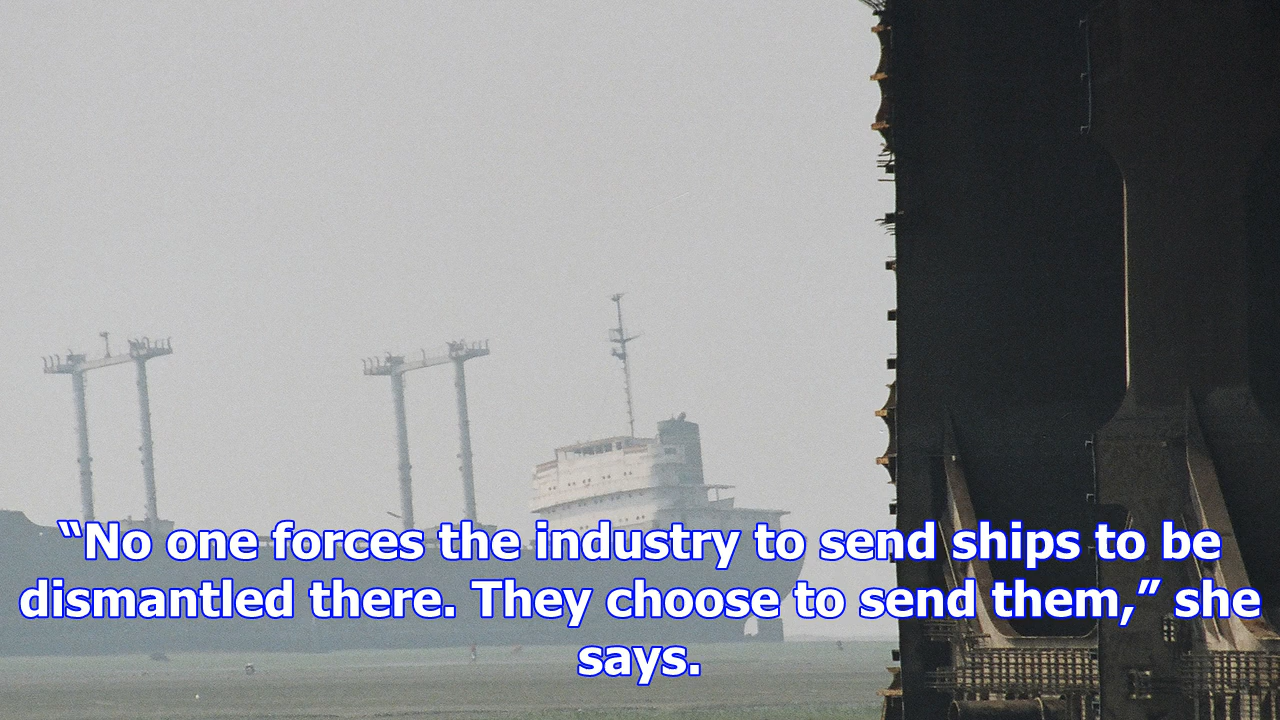 “No one forces the industry to send ships to be
dismantled there. They choose to send them,” she
says.